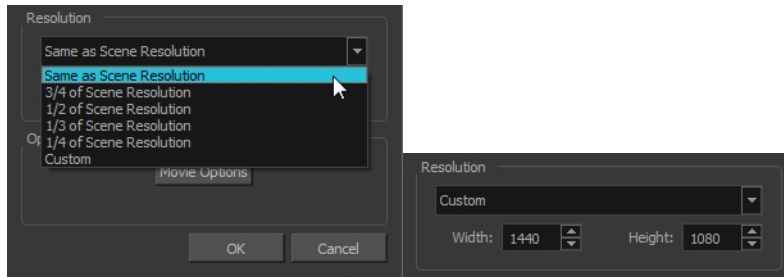 Resolution
Same as Scene Resolution
Same as Scene Resolution
3/4 of Scene Resolution
1/2 of Scene Resolution
1/3 of Scene Resolution
1/4 of Scene Resolution
Custom
Movie Options
OK Cancel
Resolution
Custom
Width: 1440 Height: 1080